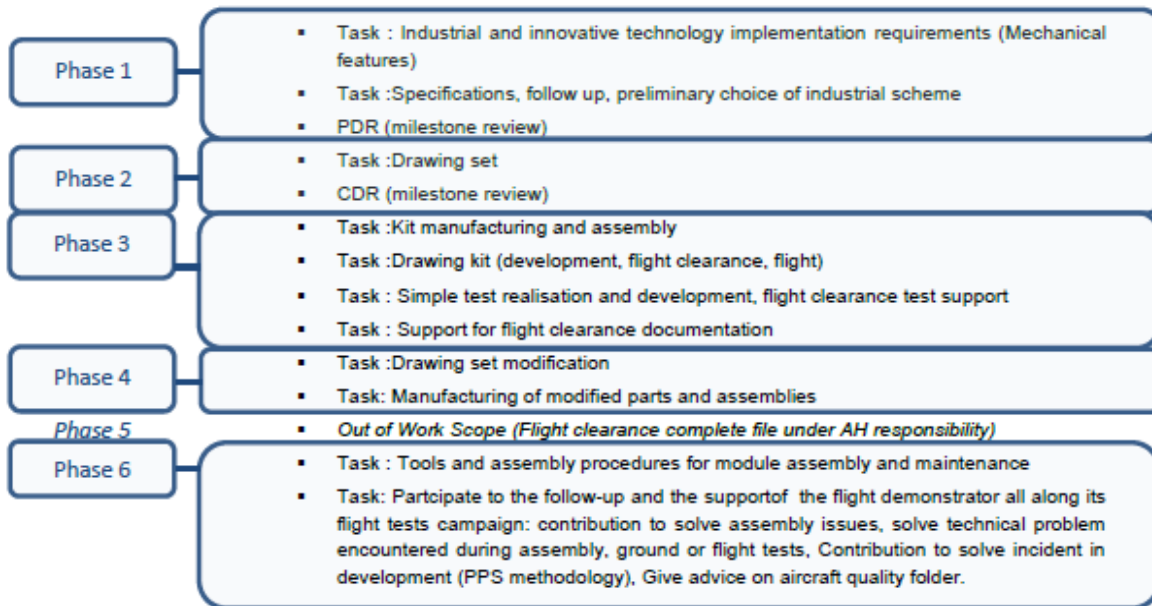 Phase 1
▪ Task : Industrial and innovative technology implementation requirements (Mechanical
features)
▪ Task :Specifications, follow up, preliminary choice of industrial scheme
▪ PDR (milestone review)
Phase 2
▪ Task :Drawing set
▪ CDR (milestone review)
Phase 3
▪ Task :Kit manufacturing and assembly
▪ Task :Drawing kit (development, flight clearance, flight)
▪ Task : Simple test realisation and development, flight clearance test support
▪ Task : Support for flight clearance documentation
Phase 4
▪ Task :Drawing set modification
▪ Task: Manufacturing of modified parts and assemblies
Phase 5
▪ Out of Work Scope (Flight clearance complete file under AH responsibility)
Phase 6
▪ Task : Tools and assembly procedures for module assembly and maintenance
▪ Task: Partcipate to the follow-up and the supportof the flight demonstrator all along its
flight tests campaign: contribution to solve assembly issues, solve technical problem
encountered during assembly, ground or flight tests, Contribution to solve incident in
development (PPS methodology), Give advice on aircraft quality folder.